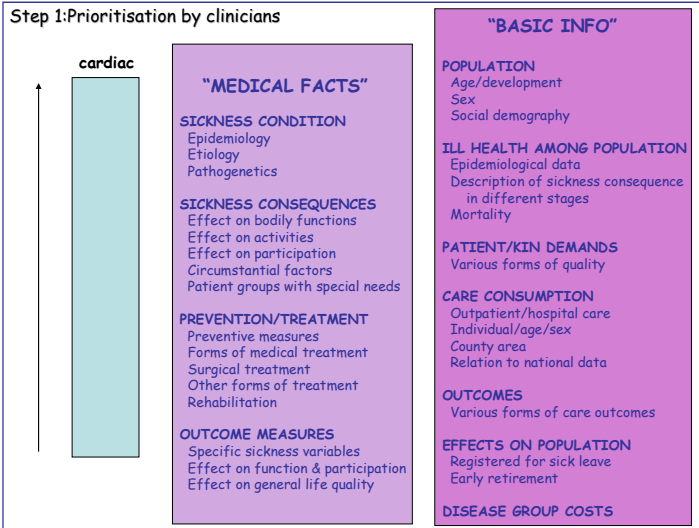 Step 1:Prioritisation by clinicians
cardiac
“MEDICAL FACTS”
SICKNESS CONDITION
Epidemiology
Etiology
Pathogenetics
SICKNESS CONSEQUENCES
Effect on bodily functions
Effect on activities
Effect on participation
Circumstantial factors
Patient groups with special needs
PREVENTION/TREATMENT
Preventive measures
Forms of medical treatment
Surgical treatment
Other forms of treatment
Rehabilitation
OUTCOME MEASURES
Specific sickness variables
Effect on function & participation
Effect on general life quality
“BASIC INFO”
POPULATION
Age/development
Sex
Social demography
ILL HEALTH AMONG POPULATION
Epidemiological data
Description of sickness consequence
in different stages
Mortality
PATIENT/KIN DEMANDS
Various forms of quality
CARE CONSUMPTION
Outpatient/hospital care
Individual/age/sex
County area
Relation to national data
OUTCOMES
Various forms of care outcomes
EFFECTS ON POPULATION
Registered for sick leave
Early retirement
DISEASE GROUP COSTS